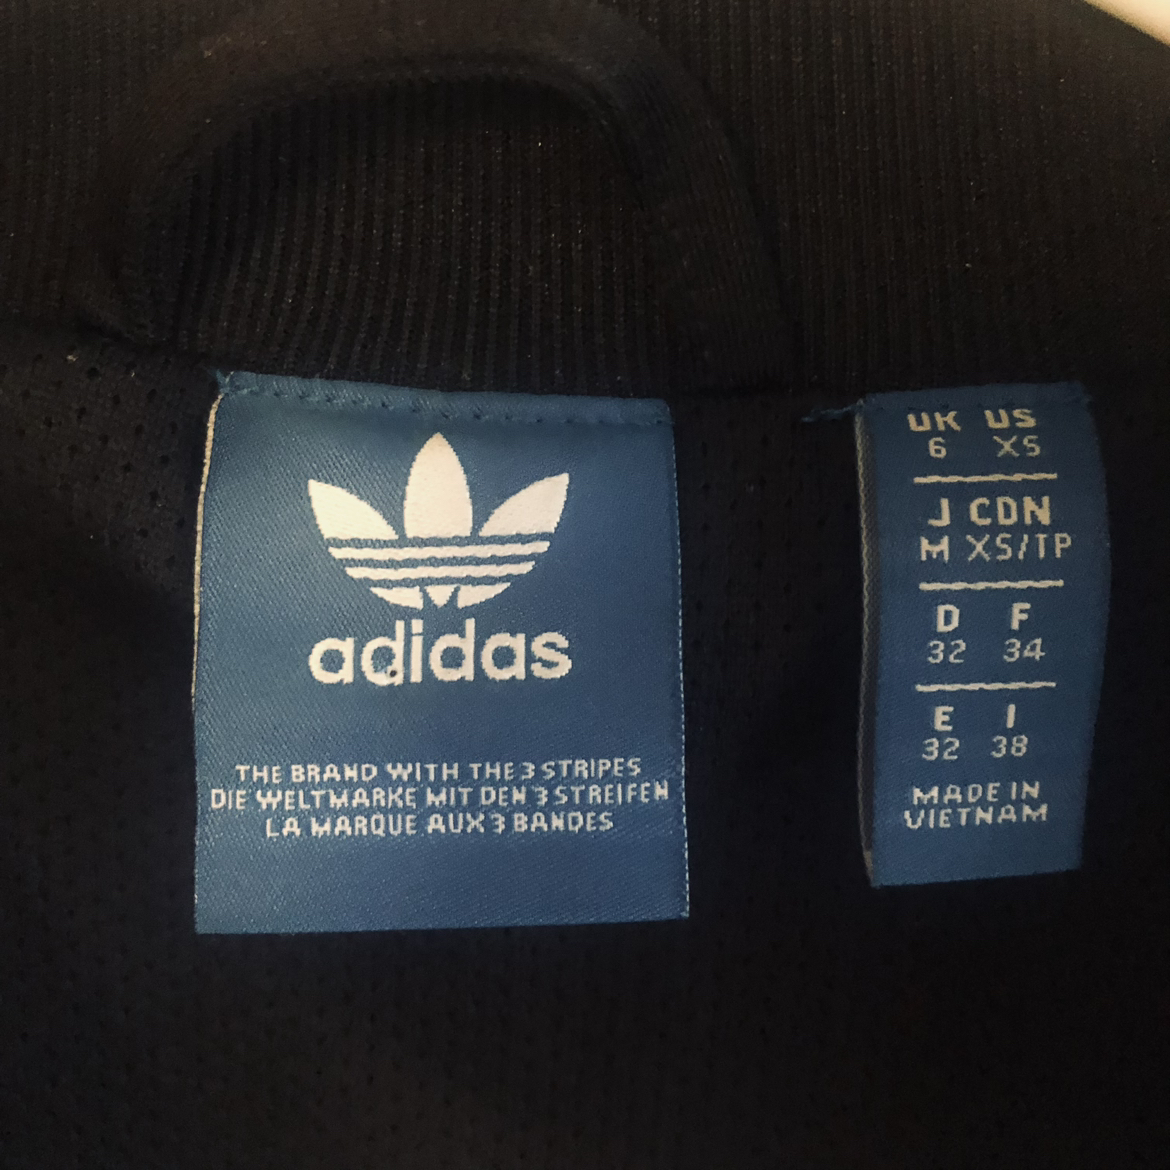 adidas
THE BRAND WITH THE 3 STRIPES
DIE WELTMARKE MIT DEN 3 STREIFEN
LA MARQUE AUX 3 BANDES
UK US
6 XS
J CDN
M XS/TP
D F
32 34
E I
32 38
MADE IN
VIETNAM